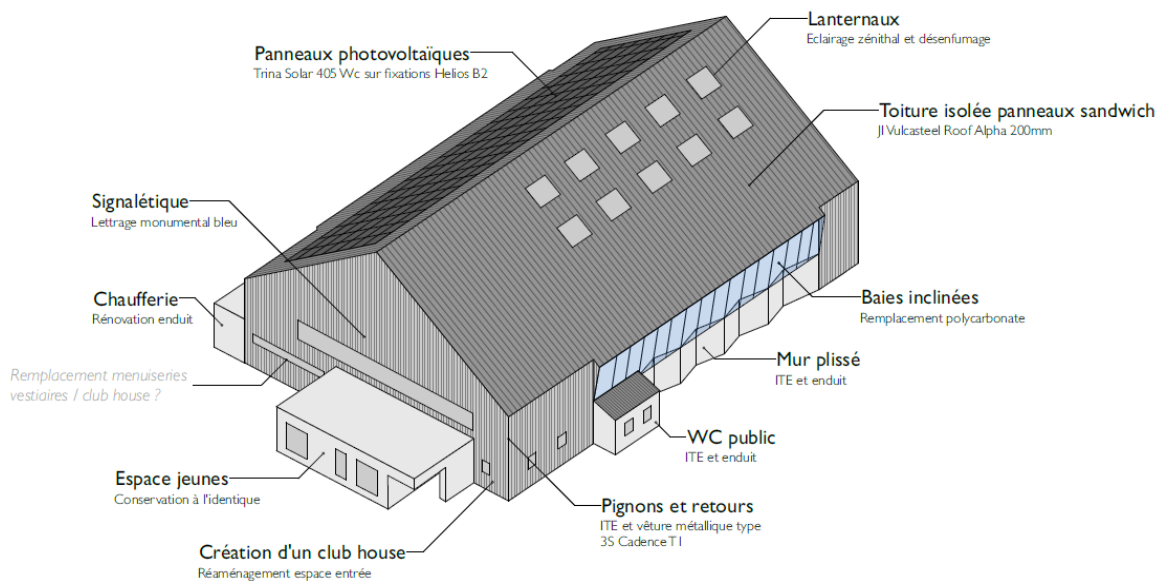 Lanternaux
Eclairage zénithal et désenfumage
Panneaux photovoltaïques
Trina Solar 405 Wc sur fixations Helios B2
Toiture isolée panneaux sandwich
JI Vulcasteel Roof Alpha 200mm
Signalétique
Lettrage monumental bleu
Chaufferie
Rénovation enduit
Baies inclinées
Remplacement polycarbonate
Remplacement menuiseries
vestiaires / club house ?
Mur plissé
ITE et enduit
WC public
ITE et enduit
Espace jeunes
Conservation à l'identique
Pignons et retours
ITE et vêture métallique type
3S Cadence T1
Création d'un club house
Réaménagement espace entrée